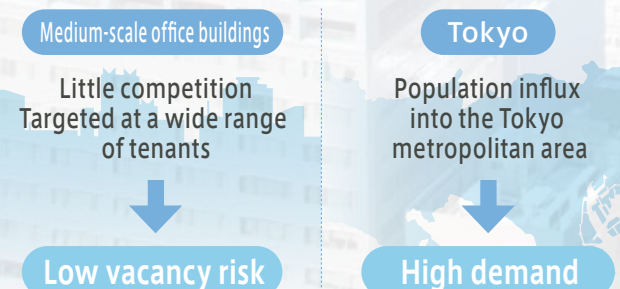 Medium-scale office buildings
Little competition
Targeted at a wide range
of tenants
Low vacancy risk
Tokyo
Population influx
into the Tokyo
metropolitan area
High demand